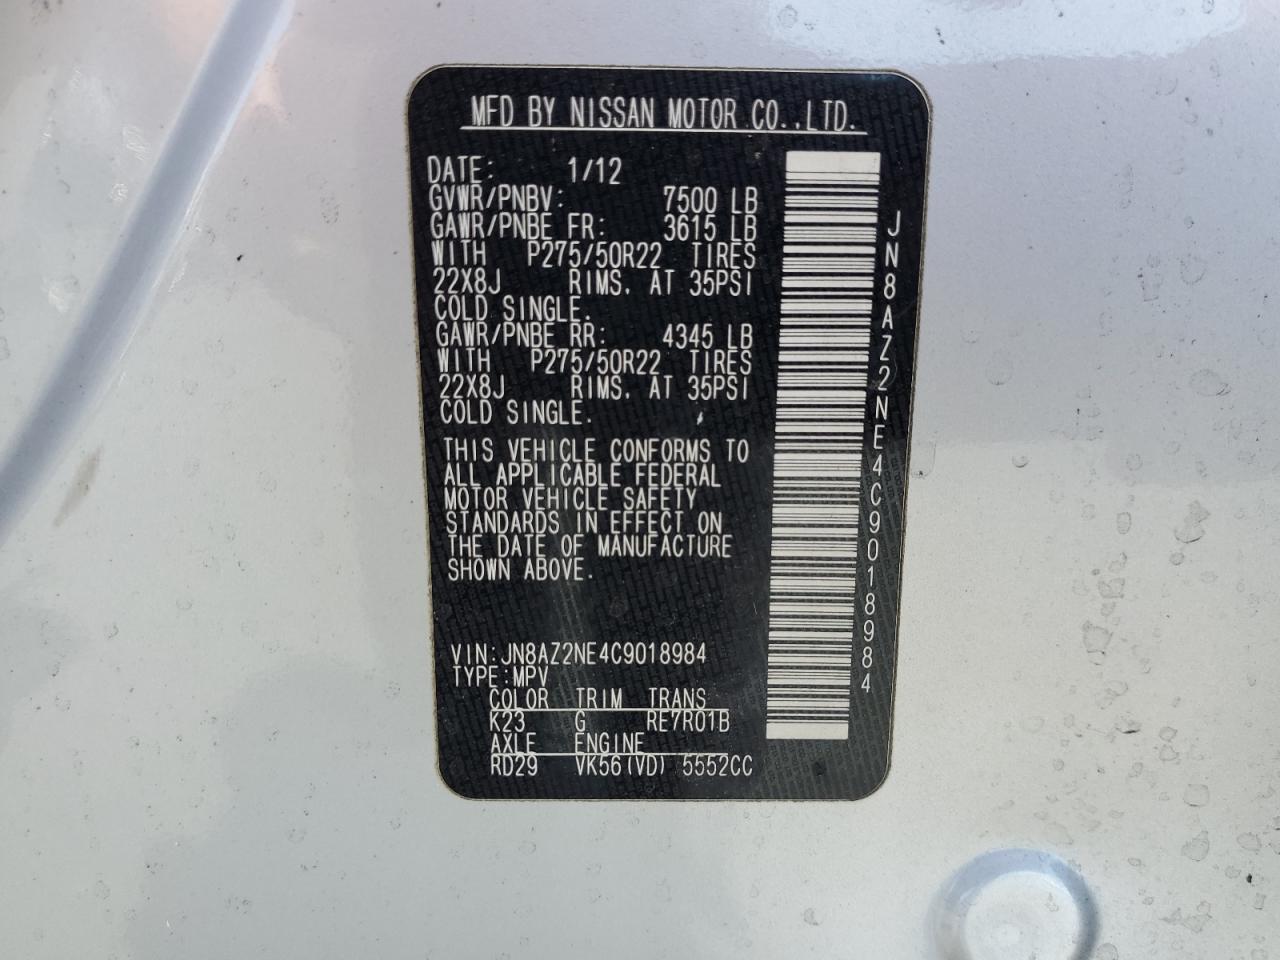 MFD BY NISSAN MOTOR CO.,LTD.
DATE: 1/12
GVWR/PNBV: 7500 LB
GAWR/PNBE FR: 3615 LB
WITH P275/50R22 TIRES
22X8J RIMS, AT 35PSI
COLD SINGLE.
GAWR/PNBE RR: 4345 LB
WITH P275/50R22 TIRES
22X8J RIMS, AT 35PSI
COLD SINGLE.
THIS VEHICLE CONFORMS TO
ALL APPLICABLE FEDERAL
MOTOR VEHICLE SAFETY
STANDARDS IN EFFECT ON
THE DATE OF MANUFACTURE
SHOWN ABOVE.
VIN:JN8AZ2NE4C9018984
TYPE:MPV
COLOR TRIM TRANS
K23 G RE7R01B
AXLE ENGINE
RD29 VK56(VD) 5552CC
JN8AZ2NE4C9018984